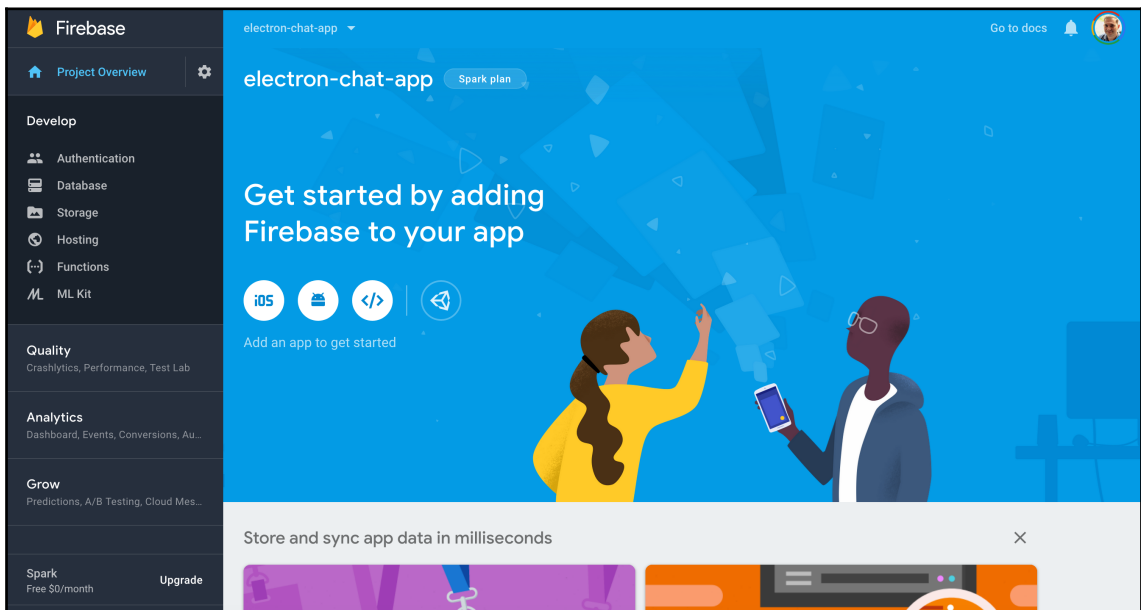 Firebase
electron-chat-app
Go to docs
Project Overview
electron-chat-app
Spark plan
Develop
Authentication
Database
Storage
Hosting
Functions
ML Kit
Get started by adding
Firebase to your app
iOS
</>
Add an app to get started
Quality
Crashlytics, Performance, Test Lab
Analytics
Dashboard, Events, Conversions, Au...
Grow
Predictions, A/B Testing, Cloud Mes...
Store and sync app data in milliseconds
Spark
Free $0/month
Upgrade